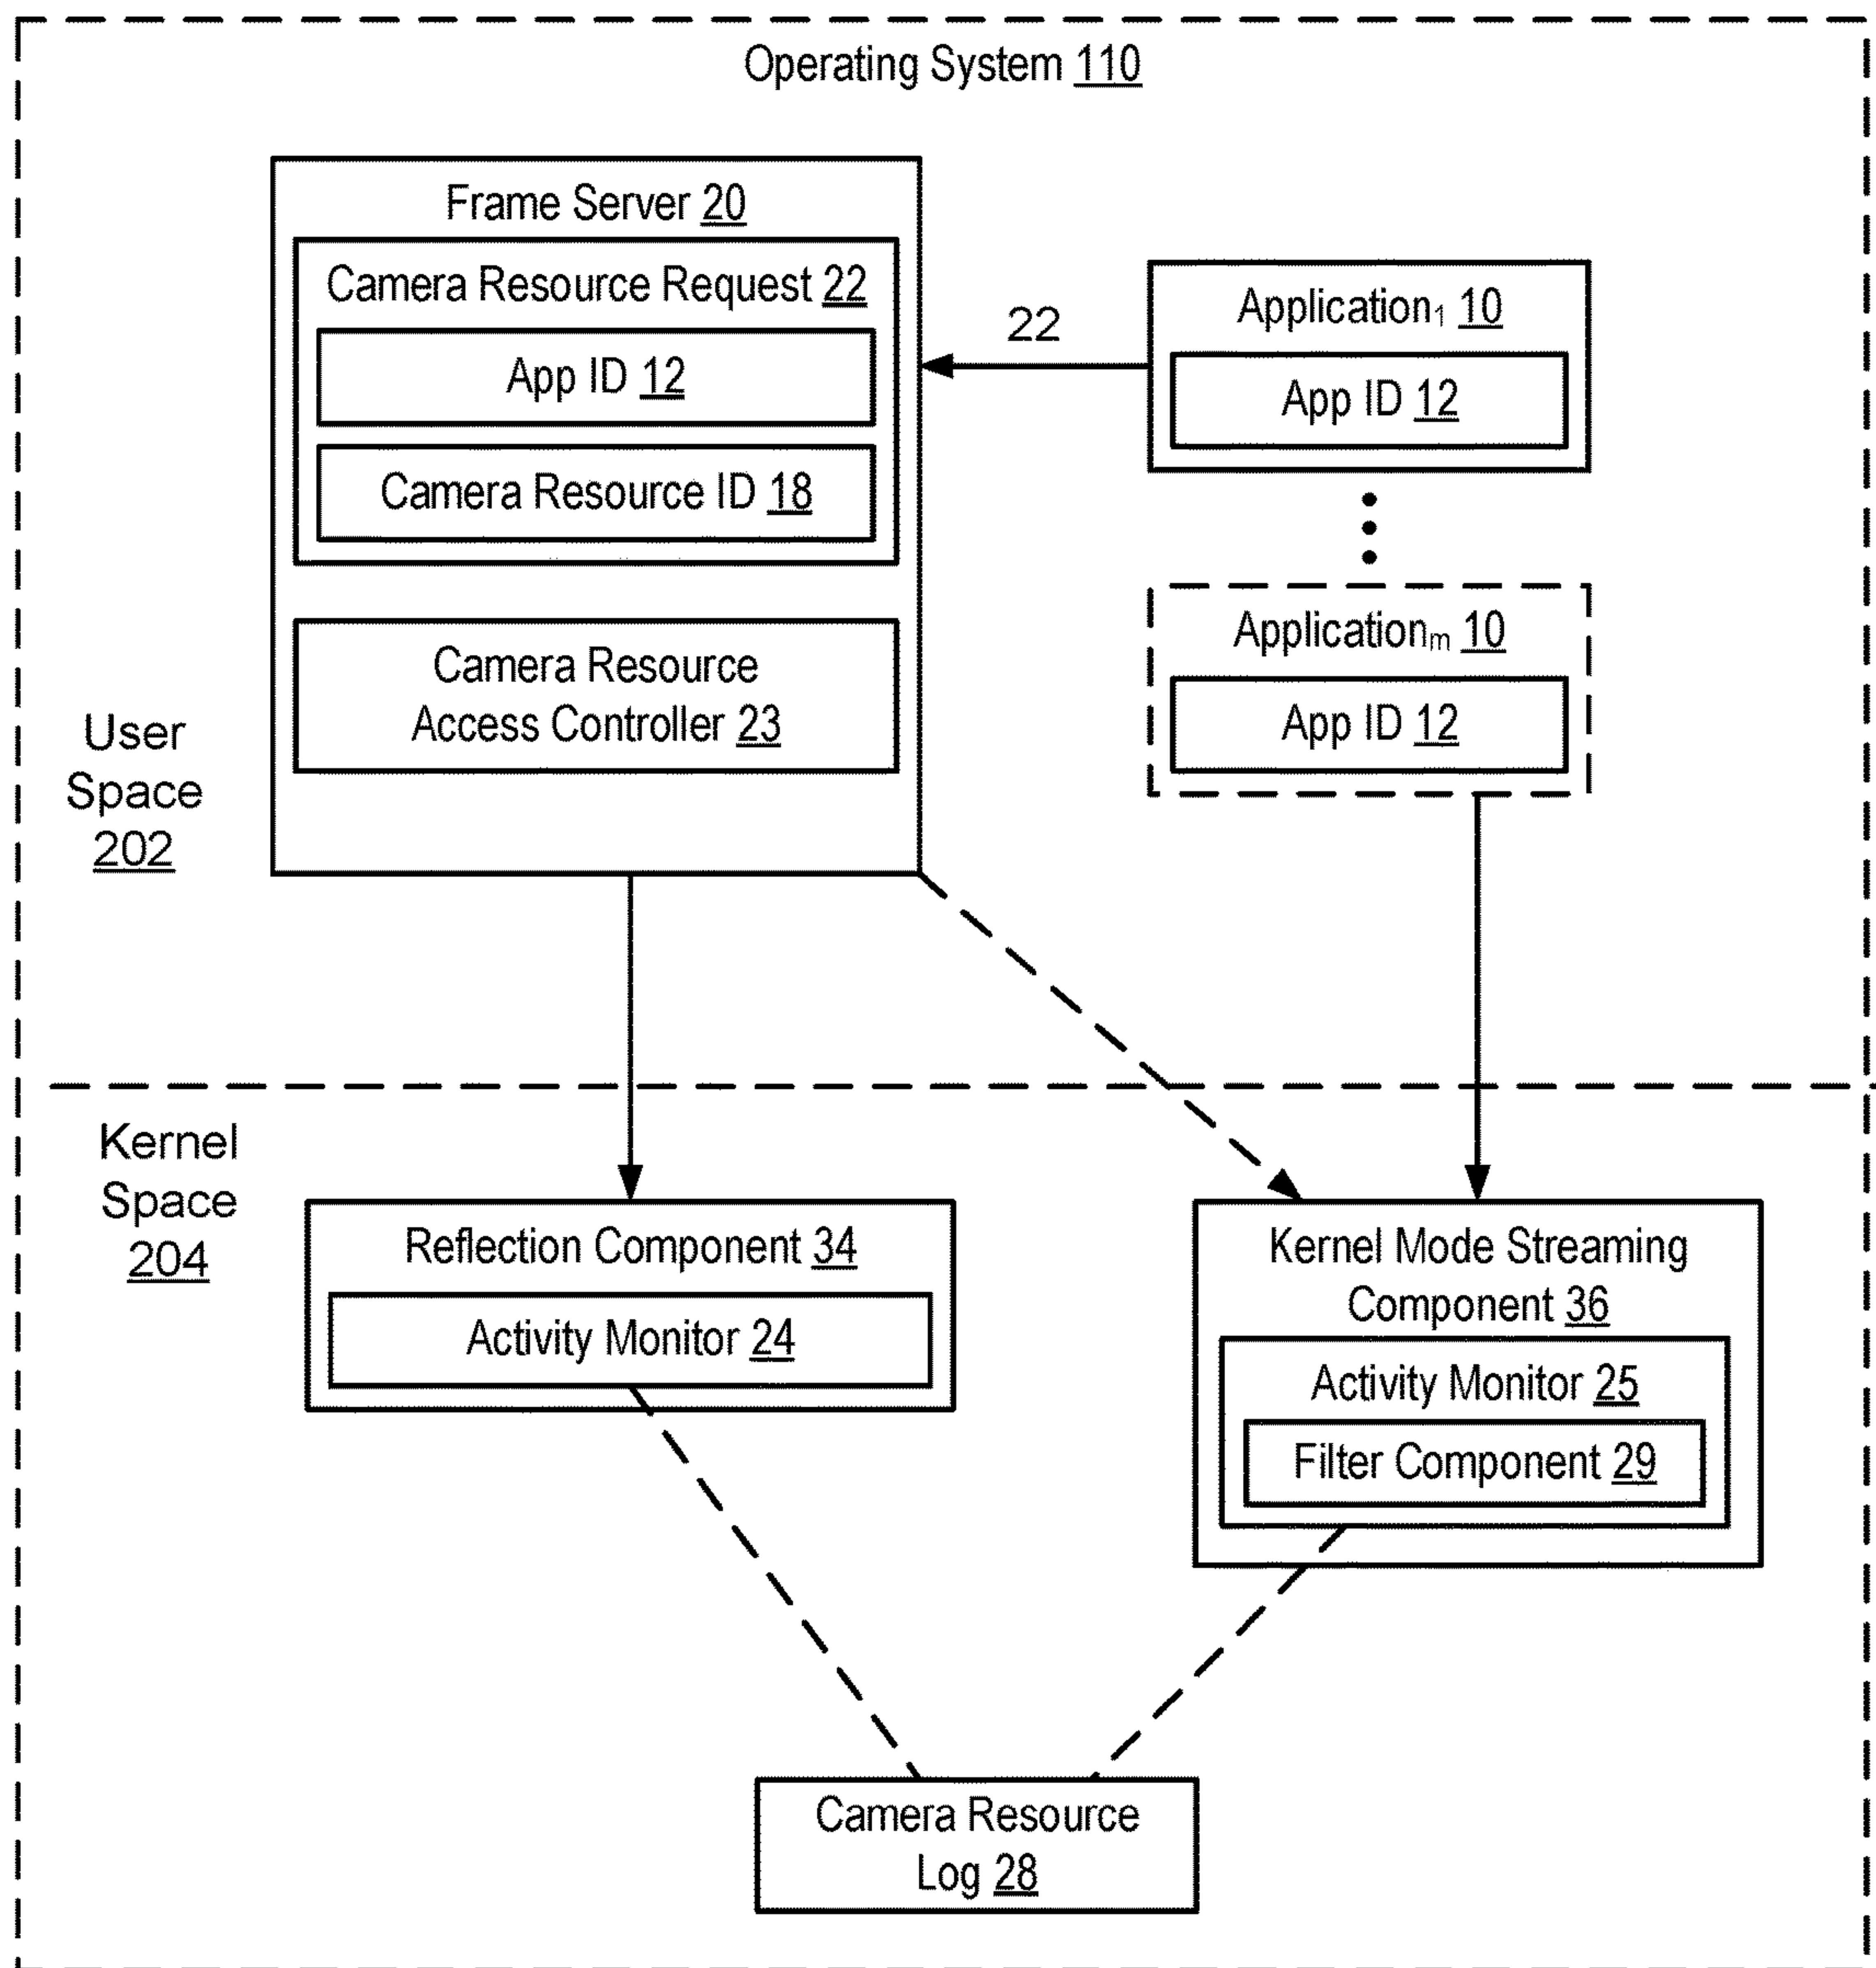 Operating System 110
Frame Server 20
Camera Resource Request 22
App ID 12
Camera Resource ID 18
Camera Resource
Access Controller 23
22
Application₁ 10
App ID 12
Applicationₘ 10
App ID 12
User
Space
202
Kernel
Space
204
Reflection Component 34
Activity Monitor 24
Kernel Mode Streaming
Component 36
Activity Monitor 25
Filter Component 29
Camera Resource
Log 28